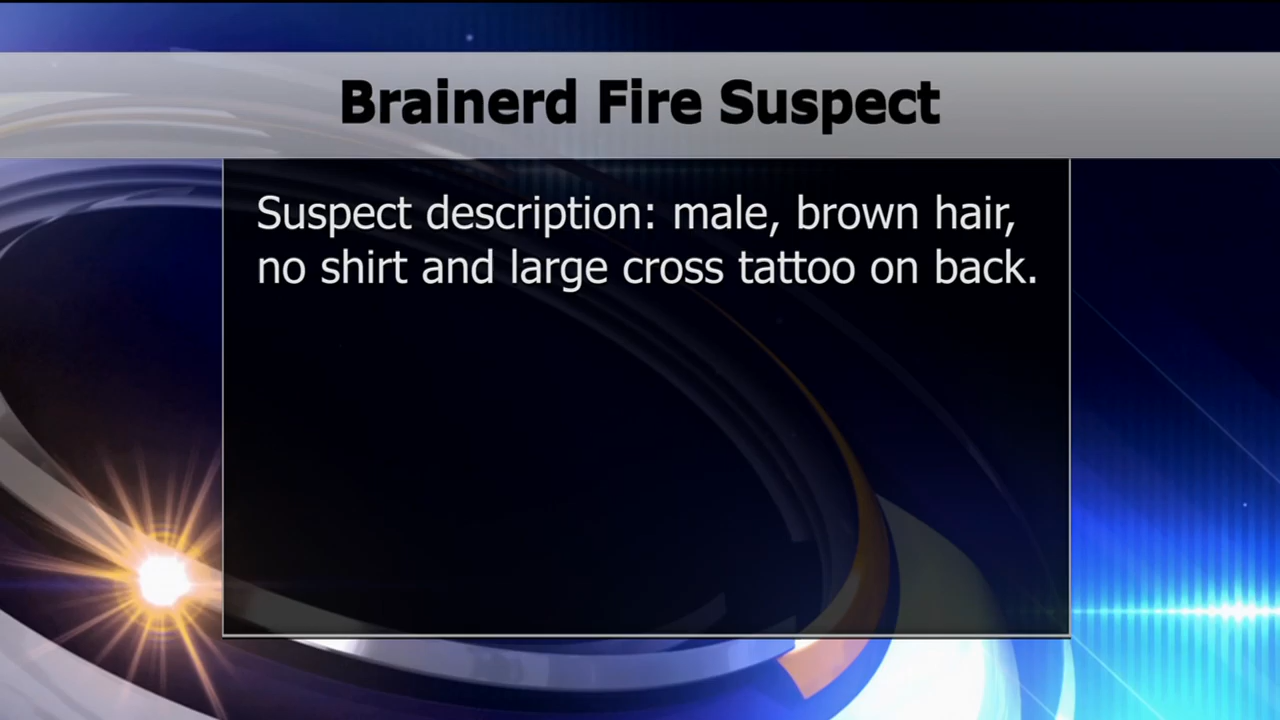 Brainerd Fire Suspect
Suspect description: male, brown hair,
no shirt and large cross tattoo on back.